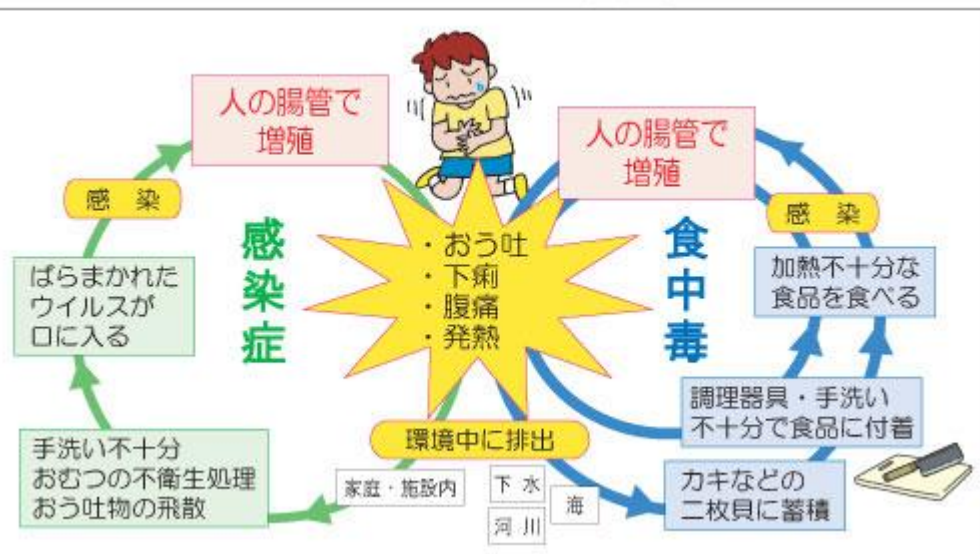 人の腸管で
増殖
感 染
感染症
ばらまかれた
ウイルスが
口に入る
手洗い不十分
おむつの不衛生処理
おう吐物の飛散
・おう吐
・下痢
・腹痛
・発熱
環境中に排出
家庭・施設内
下 水
河 川
海
人の腸管で
増殖
感 染
食中毒
加熱不十分な
食品を食べる
調理器具・手洗い
不十分で食品に付着
カキなどの
二枚貝に蓄積